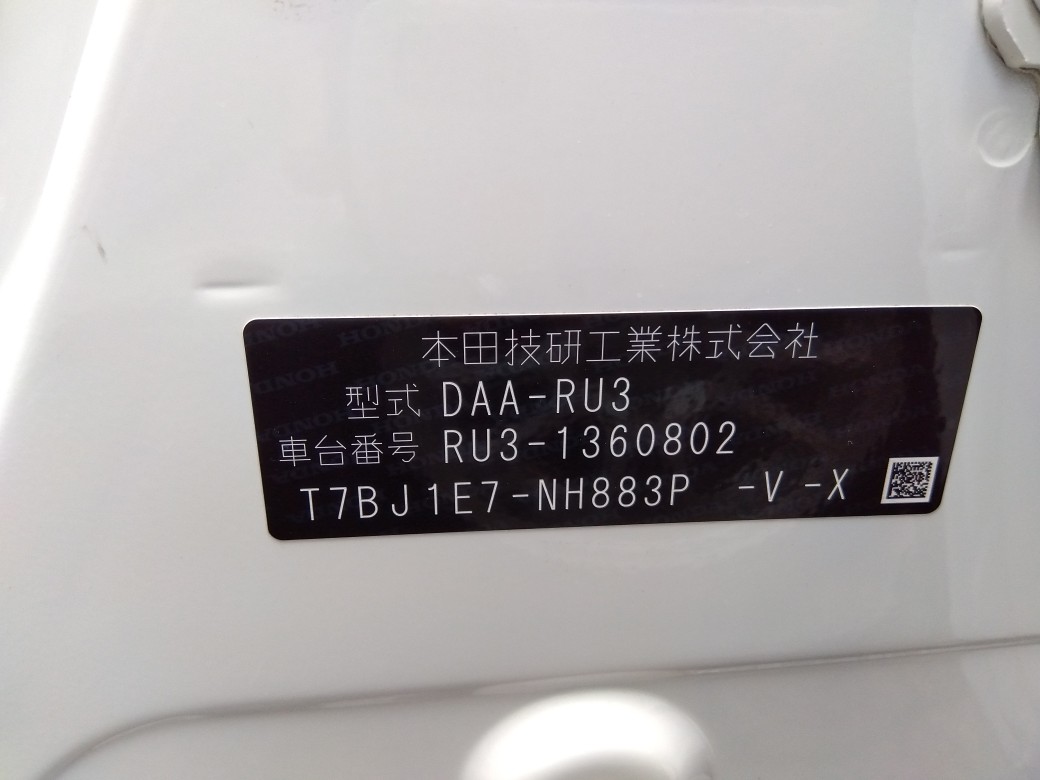 本田技研工業株式会社
型式 DAA-RU3
車台番号 RU3-1360802
T7BJ1E7-NH883P -V -X